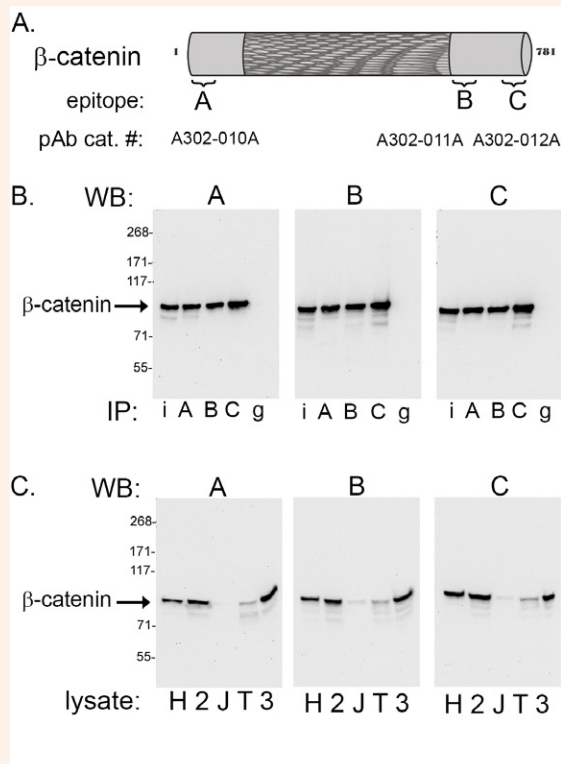 A.
β-catenin 1 781
epitope: A B C
pAb cat. #: A302-010A A302-011A A302-012A
B. WB: A B C
268-
171-
117-
β-catenin
71-
55-
IP: i A B C g i A B C g i A B C g
C. WB: A B C
268-
171-
117-
β-catenin
71-
55-
lysate: H 2 J T 3 H 2 J T 3 H 2 J T 3